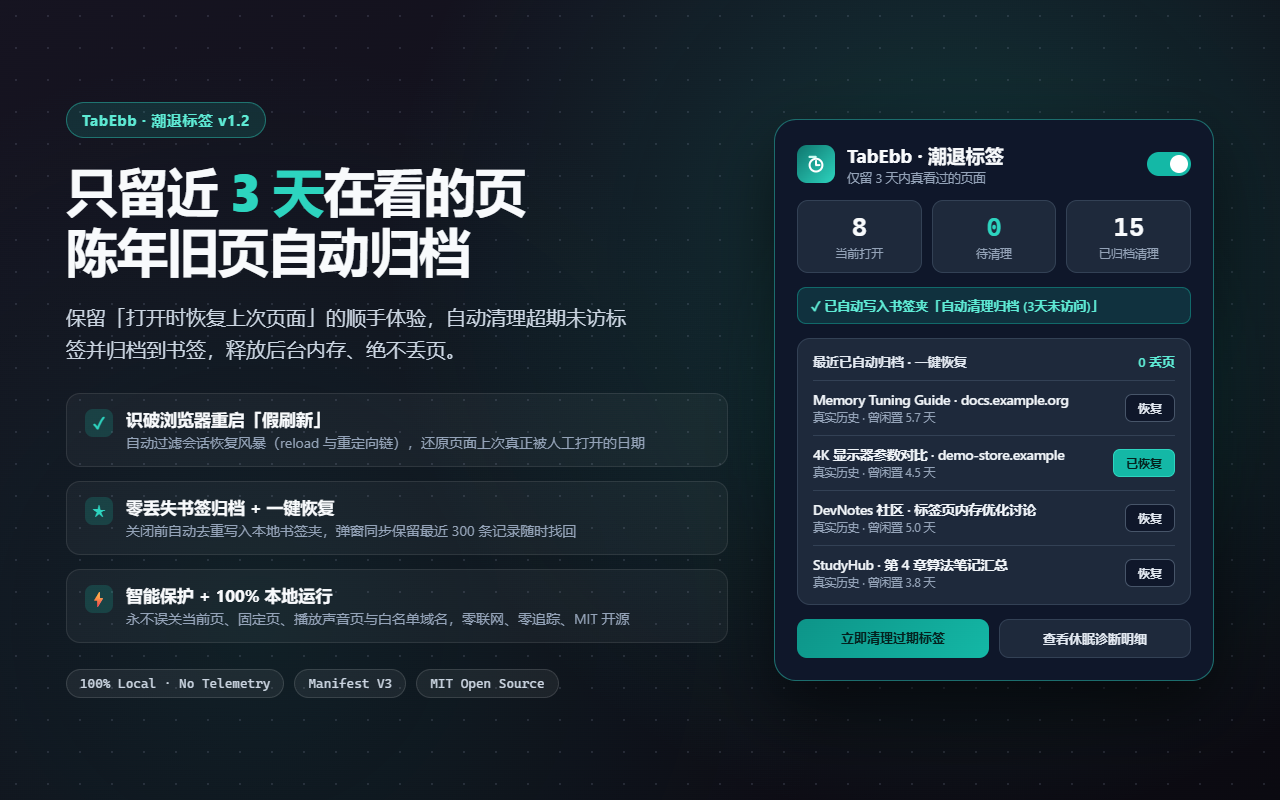 TabEbb · 潮退标签 v1.2
只留近 3 天在看的页
陈年旧页自动归档
保留「打开时恢复上次页面」的顺手体验，自动清理超期未访标
签并归档到书签，释放后台内存、绝不丢页。
✓ 识破浏览器重启「假刷新」
自动过滤会话恢复风暴（reload 与重定向链），还原页面上次真正被人工打开的日期
★ 零丢失书签归档 + 一键恢复
关闭前自动去重写入本地书签夹，弹窗同步保留最近 300 条记录随时找回
智能保护 + 100% 本地运行
永不误关当前页、固定页、播放声音页与白名单域名，零联网、零追踪、MIT 开源
100% Local · No Telemetry
Manifest V3
MIT Open Source
TabEbb · 潮退标签
仅留 3 天内真看过的页面
8
当前打开
0
待清理
15
已归档清理
✓ 已自动写入书签夹「自动清理归档 (3天未访问)」
最近已自动归档 · 一键恢复
0 丢页
Memory Tuning Guide · docs.example.org
真实历史 · 曾闲置 5.7 天
恢复
4K 显示器参数对比 · demo-store.example
真实历史 · 曾闲置 4.5 天
已恢复
DevNotes 社区 · 标签页内存优化讨论
真实历史 · 曾闲置 5.0 天
恢复
StudyHub · 第 4 章算法笔记汇总
真实历史 · 曾闲置 3.8 天
恢复
立即清理过期标签
查看休眠诊断明细